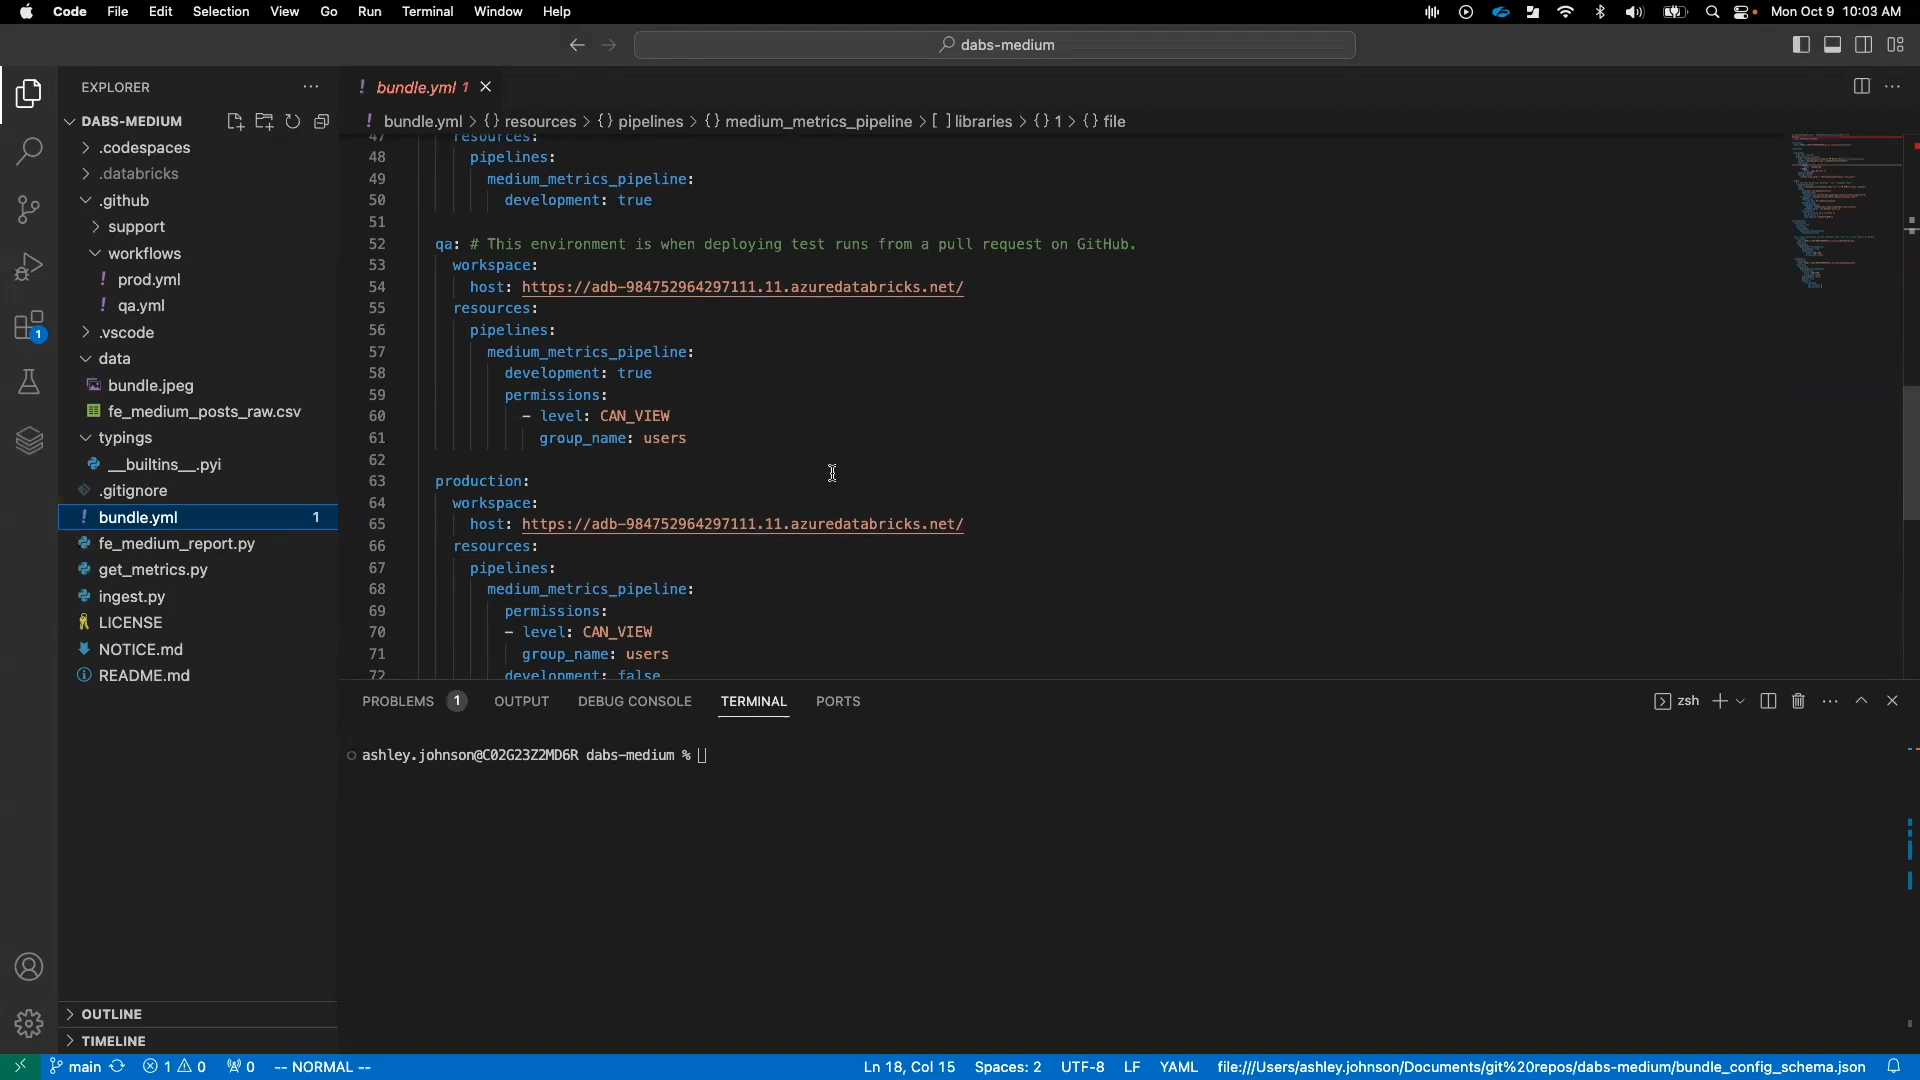 Code File Edit Selection View Go Run Terminal Window Help
Mon Oct 9 10:03 AM
dabs-medium
EXPLORER
DABS-MEDIUM
.codespaces
.databricks
.github
support
workflows
! prod.yml
! qa.yml
.vscode
data
bundle.jpeg
fe_medium_posts_raw.csv
typings
__builtins__.pyi
.gitignore
! bundle.yml 1
fe_medium_report.py
get_metrics.py
ingest.py
LICENSE
NOTICE.md
README.md
OUTLINE
TIMELINE
1
! bundle.yml 1
! bundle.yml > {} resources > {} pipelines > {} medium_metrics_pipeline > [ ] libraries > {} 1 > {} file
47 resources:
48 pipelines:
49 medium_metrics_pipeline:
50 development: true
51
52 qa: # This environment is when deploying test runs from a pull request on GitHub.
53 workspace:
54 host: https://adb-984752964297111.11.azuredatabricks.net/
55 resources:
56 pipelines:
57 medium_metrics_pipeline:
58 development: true
59 permissions:
60 - level: CAN_VIEW
61 group_name: users
62
63 production:
64 workspace:
65 host: https://adb-984752964297111.11.azuredatabricks.net/
66 resources:
67 pipelines:
68 medium_metrics_pipeline:
69 permissions:
70 - level: CAN_VIEW
71 group_name: users
72 development: false
PROBLEMS 1 OUTPUT DEBUG CONSOLE TERMINAL PORTS
zsh
ashley.johnson@C02G23Z2MD6R dabs-medium %
main 1 0 0 -- NORMAL --
Ln 18, Col 15 Spaces: 2 UTF-8 LF YAML file:///Users/ashley.johnson/Documents/git%20repos/dabs-medium/bundle_config_schema.json